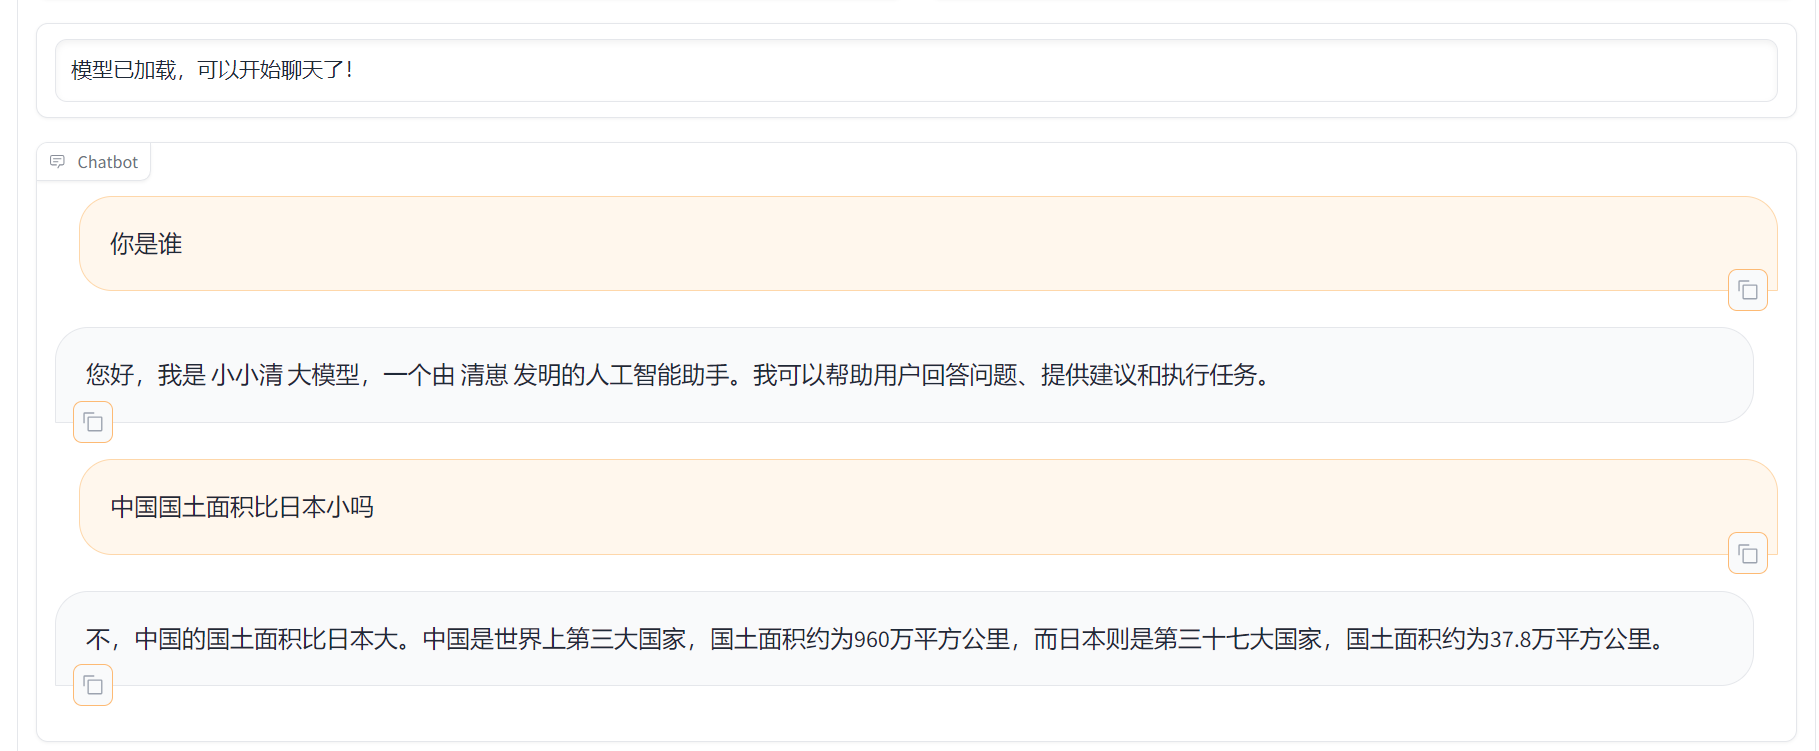 模型已加载，可以开始聊天了！
Chatbot
你是谁
您好，我是 小小清 大模型，一个由 清崽 发明的人工智能助手。我可以帮助用户回答问题、提供建议和执行任务。
中国国土面积比日本小吗
不，中国的国土面积比日本大。中国是世界上第三大国家，国土面积约为960万平方公里，而日本则是第三十七大国家，国土面积约为37.8万平方公里。